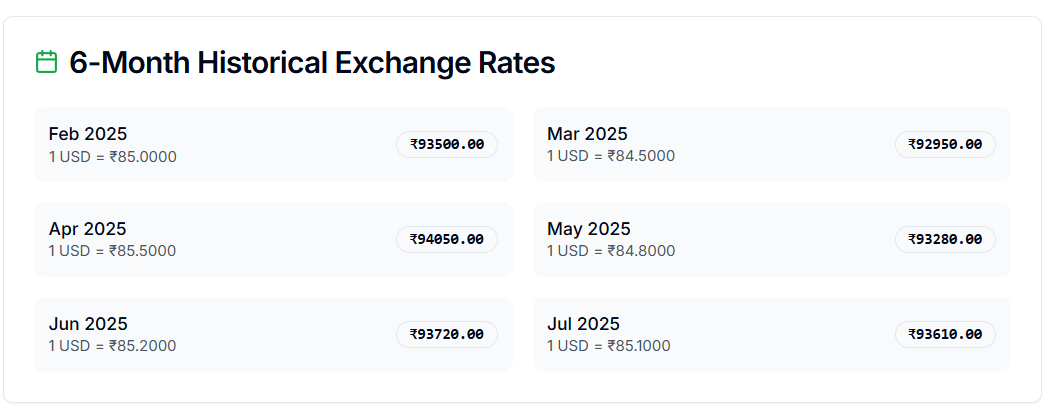 6-Month Historical Exchange Rates
Feb 2025
1 USD = ₹85.0000
₹93500.00
Mar 2025
1 USD = ₹84.5000
₹92950.00
Apr 2025
1 USD = ₹85.5000
₹94050.00
May 2025
1 USD = ₹84.8000
₹93280.00
Jun 2025
1 USD = ₹85.2000
₹93720.00
Jul 2025
1 USD = ₹85.1000
₹93610.00